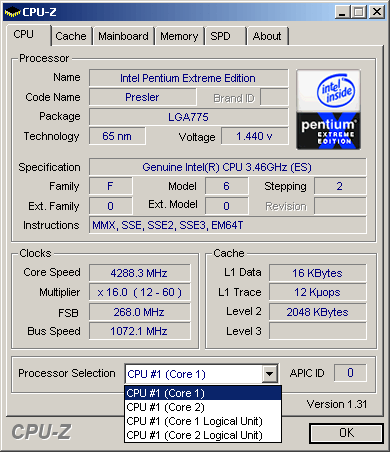 CPU-Z
CPU Cache Mainboard Memory SPD About
Processor
Name Intel Pentium Extreme Edition
Code Name Presler Brand ID
Package LGA775
Technology 65 nm Voltage 1.440 v
intel inside
pentium
EXTREME EDITION
Specification Genuine Intel(R) CPU 3.46GHz (ES)
Family F Model 6 Stepping 2
Ext. Family 0 Ext. Model 0 Revision
Instructions MMX, SSE, SSE2, SSE3, EM64T
Clocks
Core Speed 4288.3 MHz
Multiplier x 16.0 ( 12 - 60 )
FSB 268.0 MHz
Bus Speed 1072.1 MHz
Cache
L1 Data 16 KBytes
L1 Trace 12 Kµops
Level 2 2048 KBytes
Level 3
Processor Selection CPU #1 (Core 1) APIC ID 0
CPU #1 (Core 1)
CPU #1 (Core 2)
CPU #1 (Core 1 Logical Unit)
CPU #1 (Core 2 Logical Unit)
Version 1.31
CPU-Z
OK